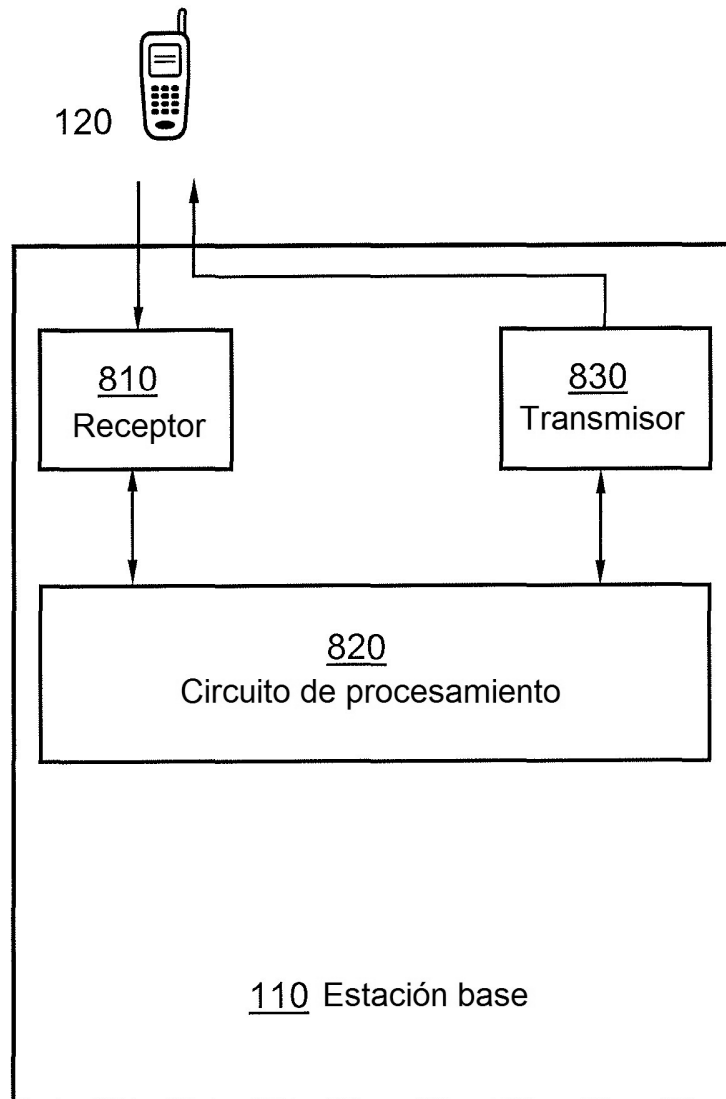 120
810
Receptor
830
Transmisor
820
Circuito de procesamiento
110 Estación base